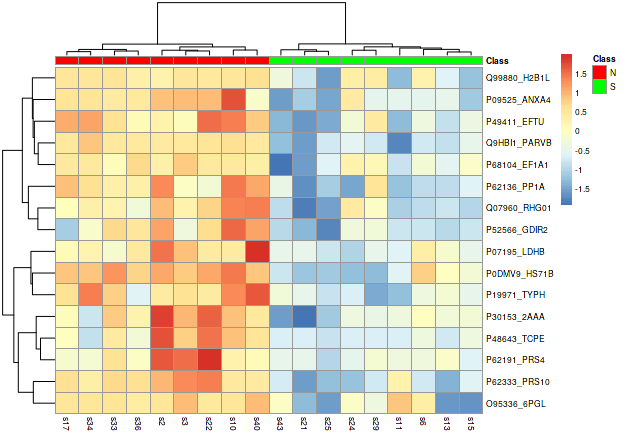 Class
Q99880_H2B1L
P09525_ANXA4
P49411_EFTU
Q9HBI1_PARVB
P68104_EF1A1
P62136_PP1A
Q07960_RHG01
P52566_GDIR2
P07195_LDHB
P0DMV9_HS71B
P19971_TYPH
P30153_2AAA
P48643_TCPE
P62191_PRS4
P62333_PRS10
O95336_6PGL
s17 s34 s33 s36 s2 s3 s22 s10 s40 s43 s21 s25 s24 s29 s11 s6 s18 s15
1.5
1
0.5
0
-0.5
-1
-1.5
Class
N
S